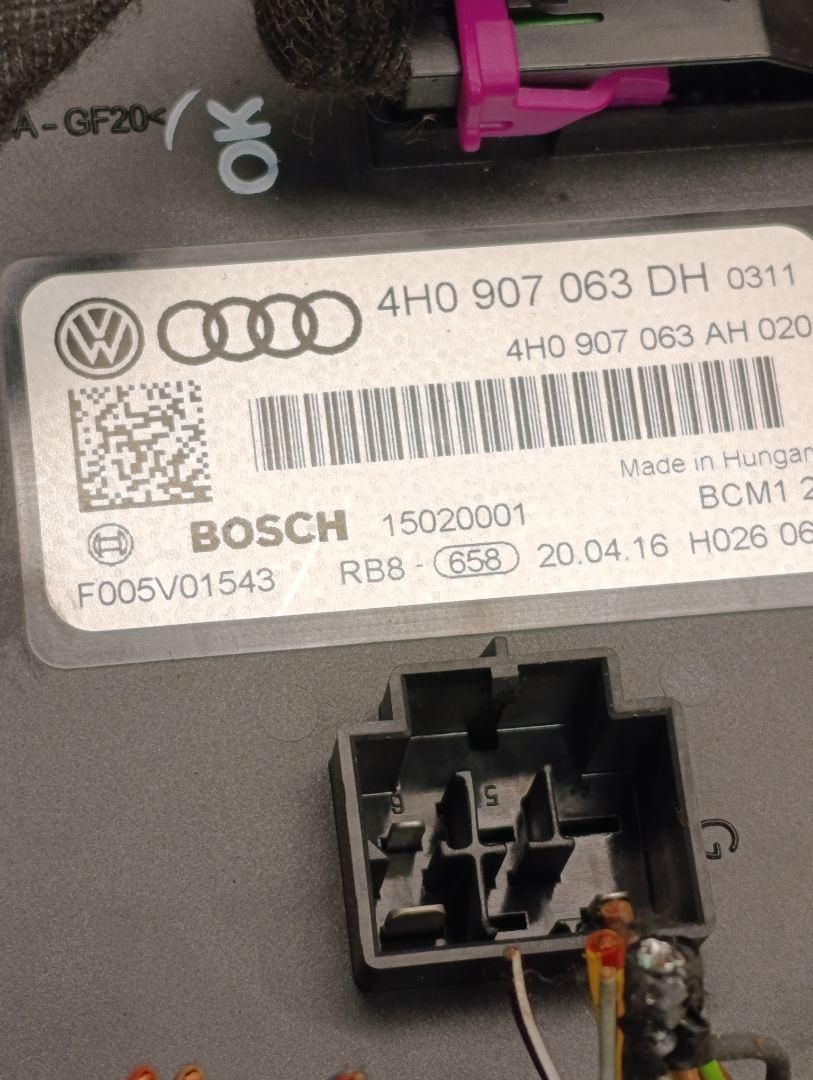 A-GF20<
OK
4H0 907 063 DH 0311
4H0 907 063 AH 020
Made in Hungar
BCM1 2
BOSCH 15020001
F005V01543 RB8 - 658 20.04.16 H026 06
6 5
G